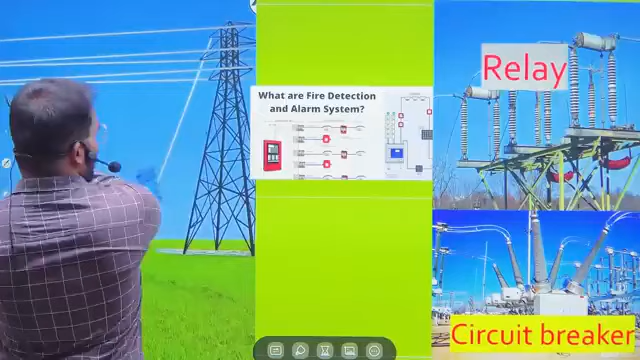 What are Fire Detection
and Alarm System?
Relay
Circuit breaker